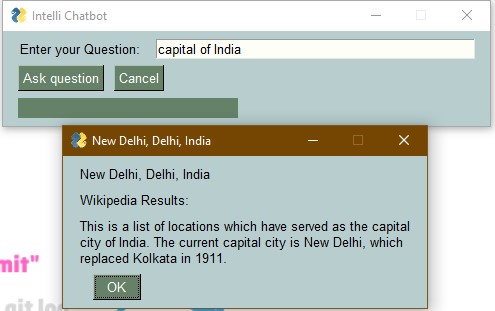 Intelli Chatbot
Enter your Question: capital of India
Ask question Cancel
New Delhi, Delhi, India
New Delhi, Delhi, India
Wikipedia Results:
This is a list of locations which have served as the capital
city of India. The current capital city is New Delhi, which
replaced Kolkata in 1911.
mit"
OK
git